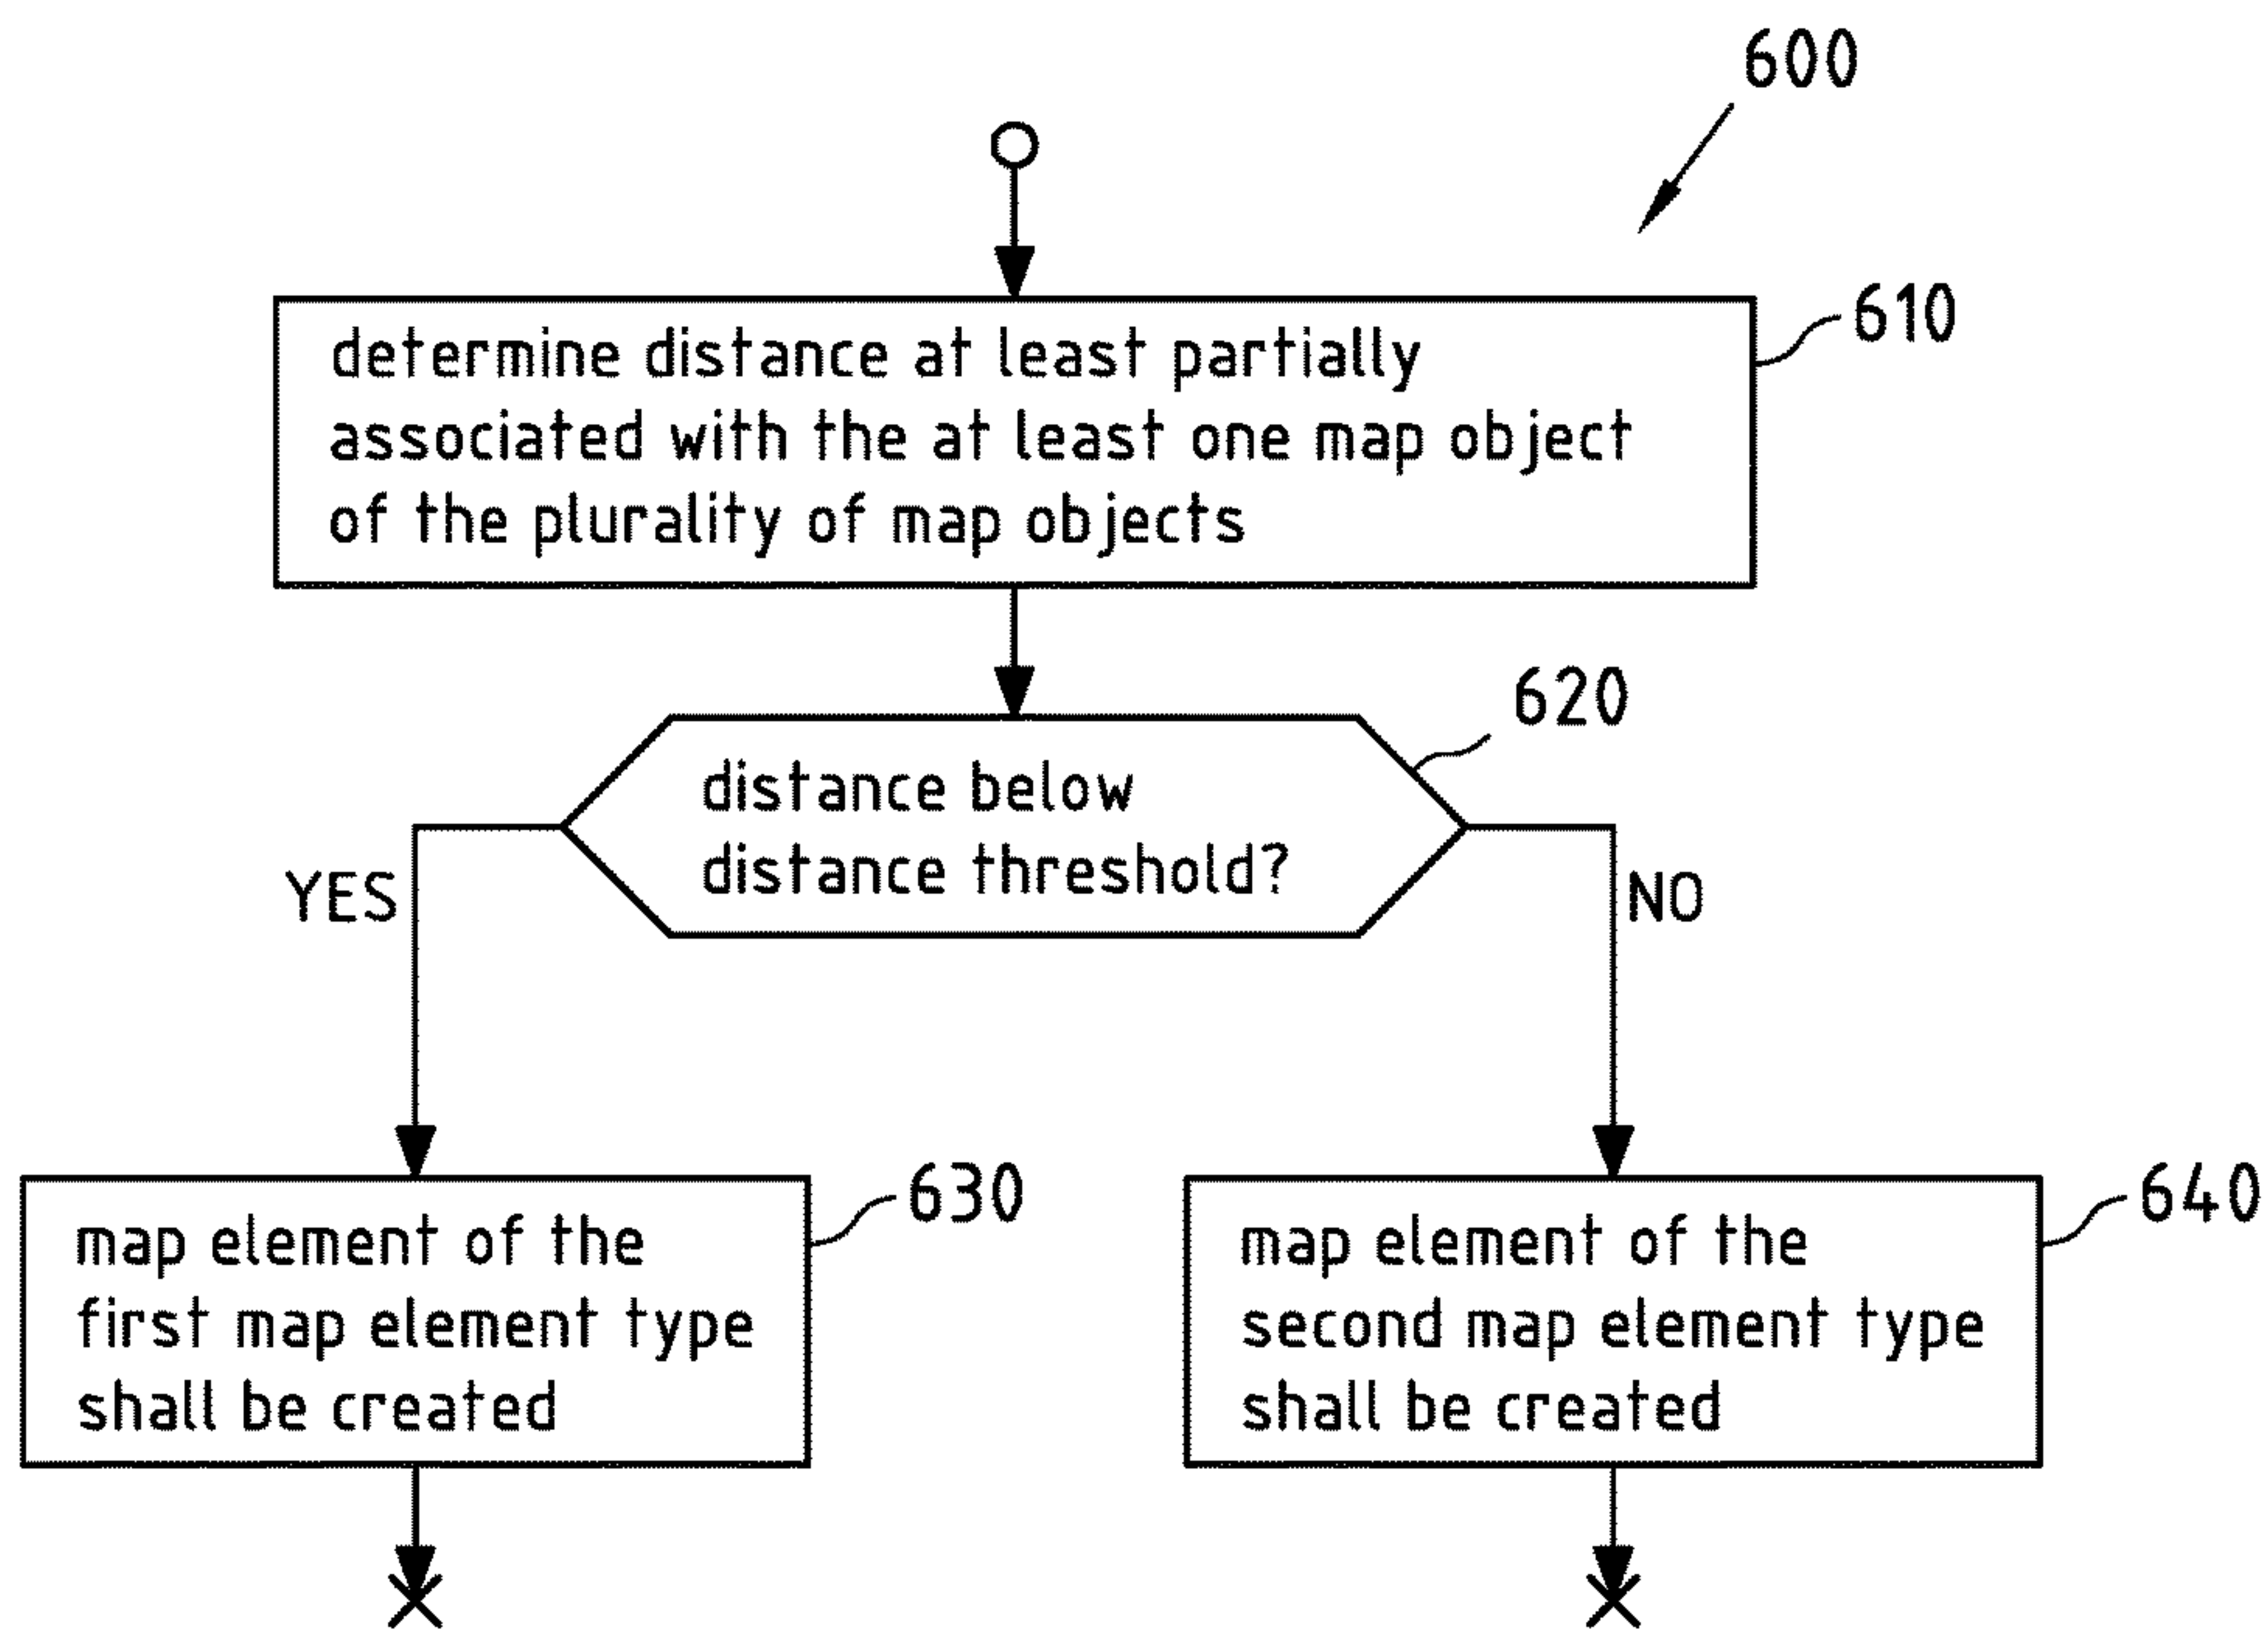 600
determine distance at least partially
associated with the at least one map object
of the plurality of map objects
610
distance below
distance threshold?
620
YES
NO
map element of the
first map element type
shall be created
630
map element of the
second map element type
shall be created
640